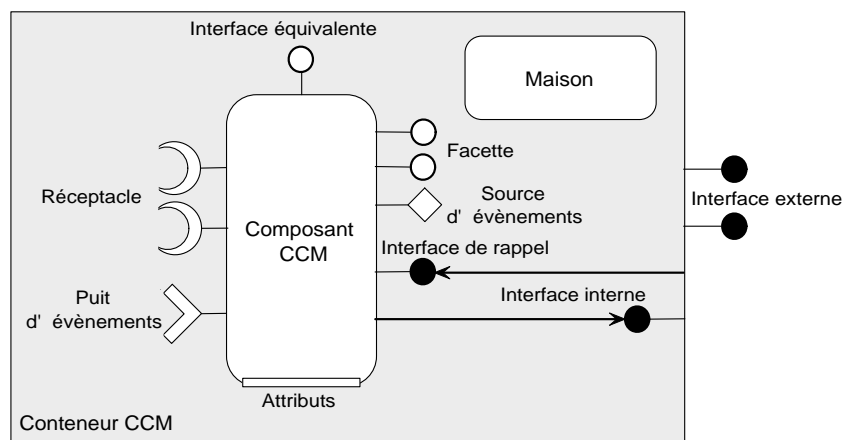 Interface équivalente
Maison
Facette
Réceptacle
Source
d' évènements
Interface externe
Composant
CCM
Interface de rappel
Puit
d' évènements
Interface interne
Attributs
Conteneur CCM